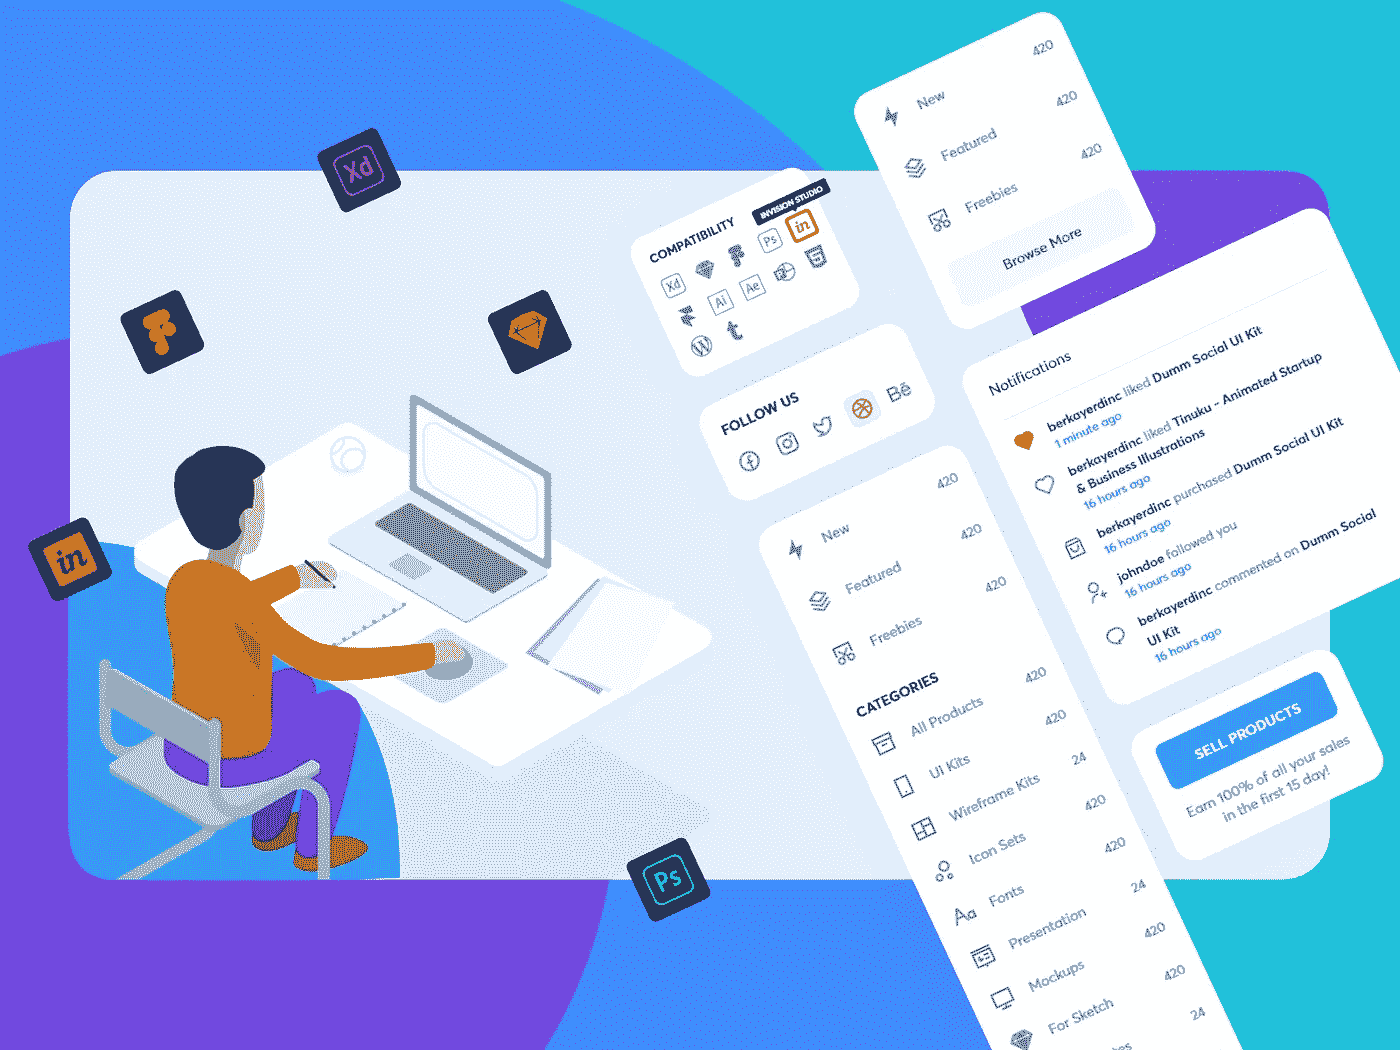 Xd
in
Ps
COMPATIBILITY
INVISION STUDIO
Xd
Ps
in
Ai
Ae
5
W
t
FOLLOW US
Bē
New 420
Featured 420
Freebies 420
Browse More
New 420
Featured 420
Freebies 420
CATEGORIES
All Products 420
UI Kits 420
Wireframe Kits 24
Icon Sets 420
Fonts 420
Aa
Presentation 24
Mockups 420
For Sketch 420
24
Notifications
berkayerdinc liked Dumm Social UI Kit
1 minute ago
berkayerdinc liked Tinuku - Animated Startup
& Business Illustrations
16 hours ago
berkayerdinc purchased Dumm Social UI Kit
16 hours ago
johndoe followed you
16 hours ago
berkayerdinc commented on Dumm Social
UI Kit
16 hours ago
SELL PRODUCTS
Earn 100% of all your sales
in the first 15 day!